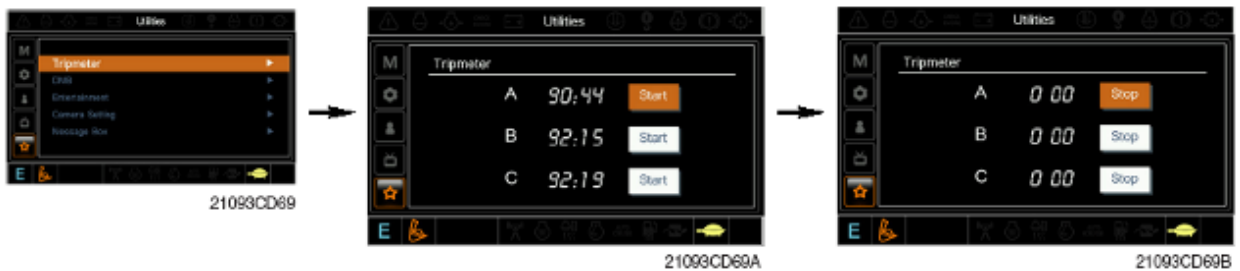 Utilities
M
Tripmeter
DMB
Entertainment
Camera Setting
Message Box
E
21093CD69
Utilities
M
Tripmeter
A 90:44 Start
B 92:15 Start
C 92:19 Start
E
21093CD69A
Utilities
M
Tripmeter
A 0 00 Stop
B 0 00 Stop
C 0 00 Stop
E
21093CD69B